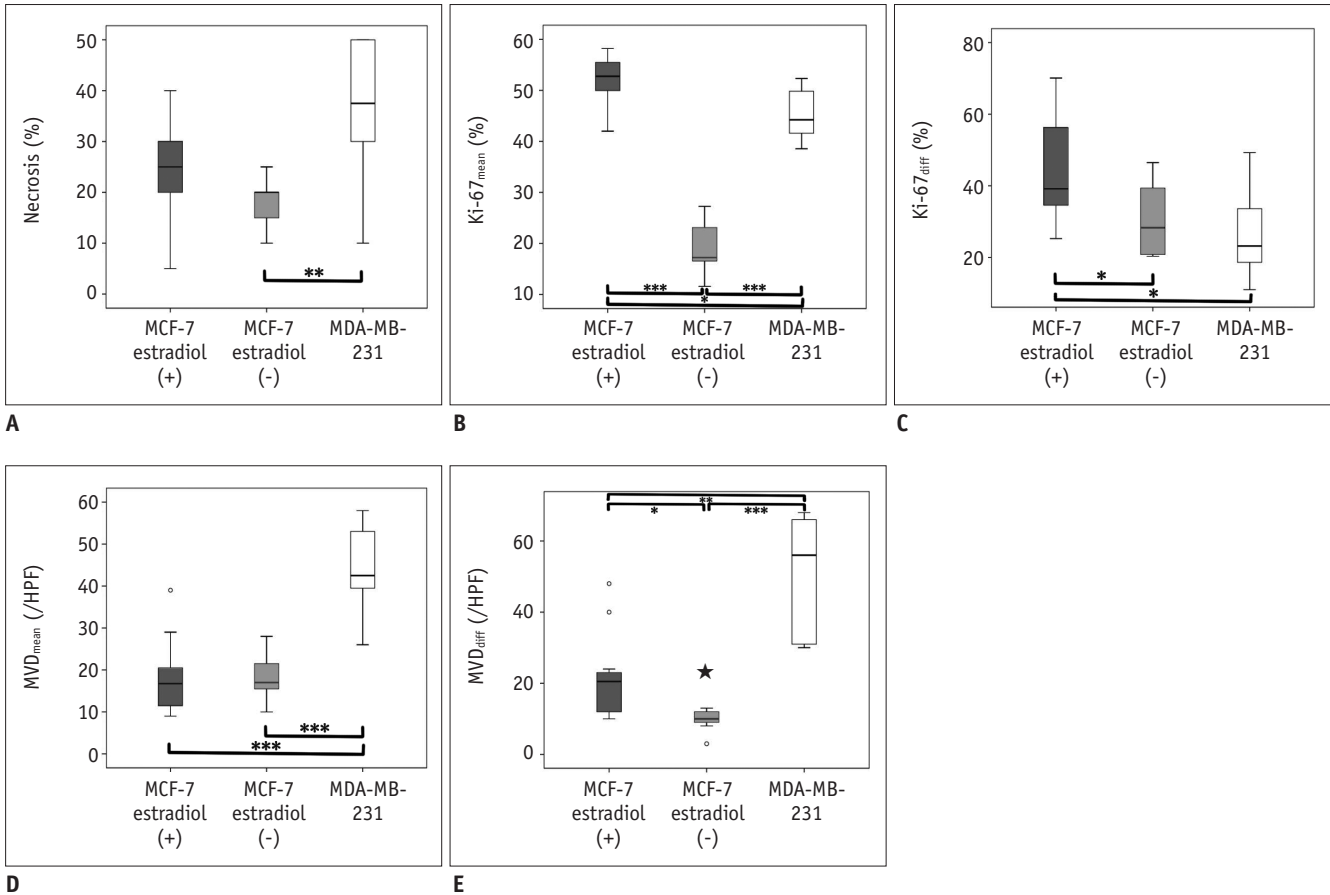 50
40
30
20
10
0
Necrosis (%)
**
MCF-7
estradiol
(+)
MCF-7
estradiol
(-)
MDA-MB-
231
A
60
50
40
30
20
10
Ki-67mean (%)
***
***
*
MCF-7
estradiol
(+)
MCF-7
estradiol
(-)
MDA-MB-
231
B
80
60
40
20
Ki-67diff (%)
*
*
MCF-7
estradiol
(+)
MCF-7
estradiol
(-)
MDA-MB-
231
C
60
50
40
30
20
10
0
MVDmean (/HPF)
***
***
MCF-7
estradiol
(+)
MCF-7
estradiol
(-)
MDA-MB-
231
D
60
40
20
0
MVDdiff (/HPF)
**
*
***
MCF-7
estradiol
(+)
MCF-7
estradiol
(-)
MDA-MB-
231
E